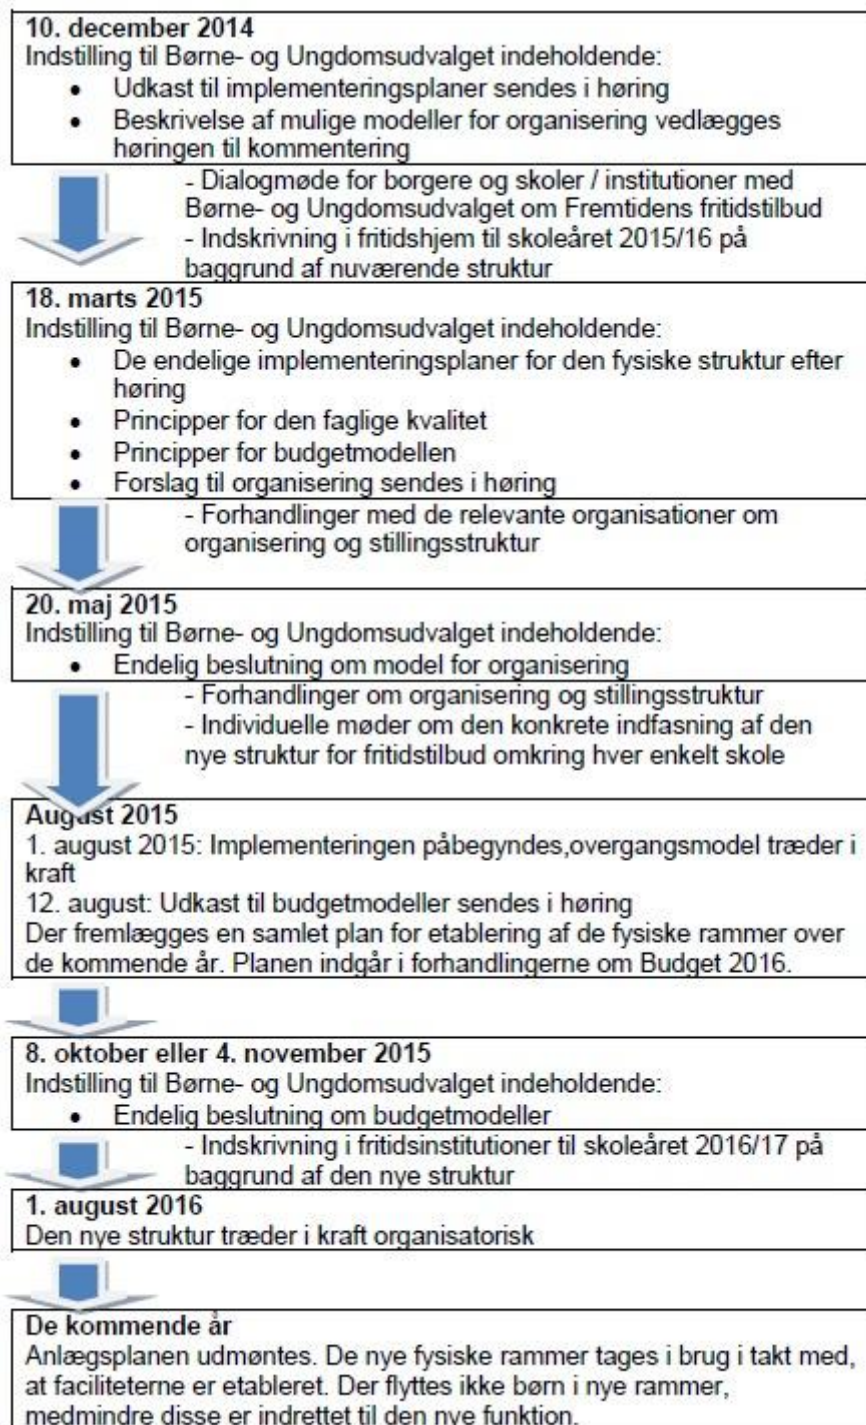 10. december 2014
Indstilling til Børne- og Ungdomsudvalget indeholdende:
• Udkast til implementeringsplaner sendes i høring
• Beskrivelse af mulige modeller for organisering vedlægges
høringen til kommentering
- Dialogmøde for borgere og skoler / institutioner med
Børne- og Ungdomsudvalget om Fremtidens fritidstilbud
- Indskrivning i fritidshjem til skoleåret 2015/16 på
baggrund af nuværende struktur
18. marts 2015
Indstilling til Børne- og Ungdomsudvalget indeholdende:
• De endelige implementeringsplaner for den fysiske struktur efter
høring
• Principper for den faglige kvalitet
• Principper for budgetmodellen
• Forslag til organisering sendes i høring
- Forhandlinger med de relevante organisationer om
organisering og stillingsstruktur
20. maj 2015
Indstilling til Børne- og Ungdomsudvalget indeholdende:
• Endelig beslutning om model for organisering
- Forhandlinger om organisering og stillingsstruktur
- Individuelle møder om den konkrete indfasning af den
nye struktur for fritidstilbud omkring hver enkelt skole
August 2015
1. august 2015: Implementeringen påbegyndes,overgangsmodel træder i
kraft
12. august: Udkast til budgetmodeller sendes i høring
Der fremlægges en samlet plan for etablering af de fysiske rammer over
de kommende år. Planen indgår i forhandlingerne om Budget 2016.
8. oktober eller 4. november 2015
Indstilling til Børne- og Ungdomsudvalget indeholdende:
• Endelig beslutning om budgetmodeller
- Indskrivning i fritidsinstitutioner til skoleåret 2016/17 på
baggrund af den nye struktur
1. august 2016
Den nye struktur træder i kraft organisatorisk
De kommende år
Anlægsplanen udmøntes. De nye fysiske rammer tages i brug i takt med,
at faciliteterne er etableret. Der flyttes ikke børn i nye rammer,
medmindre disse er indrettet til den nye funktion.